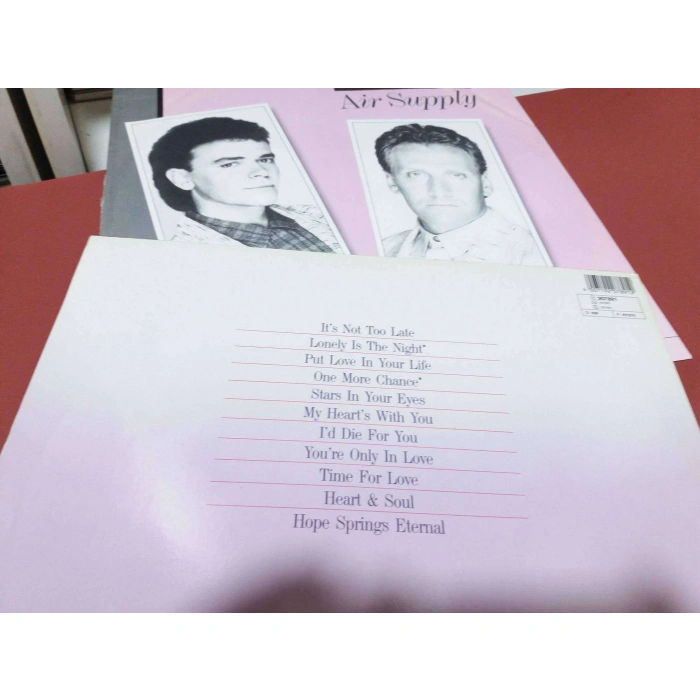 Air Supply
It's Not Too Late
Lonely Is The Night*
Put Love In Your Life
One More Chance*
Stars In Your Eyes
My Heart's With You
I'd Die For You
You're Only In Love
Time For Love
Heart & Soul
Hope Springs Eternal